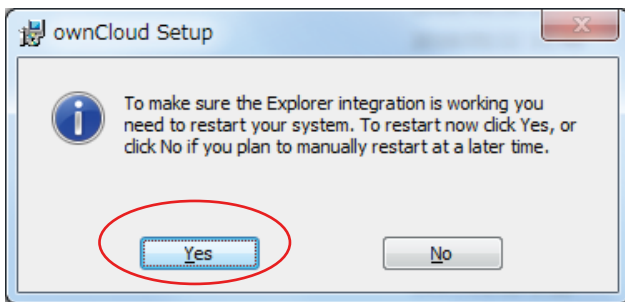 ownCloud Setup
To make sure the Explorer integration is working you
need to restart your system. To restart now click Yes, or
click No if you plan to manually restart at a later time.
Yes
No